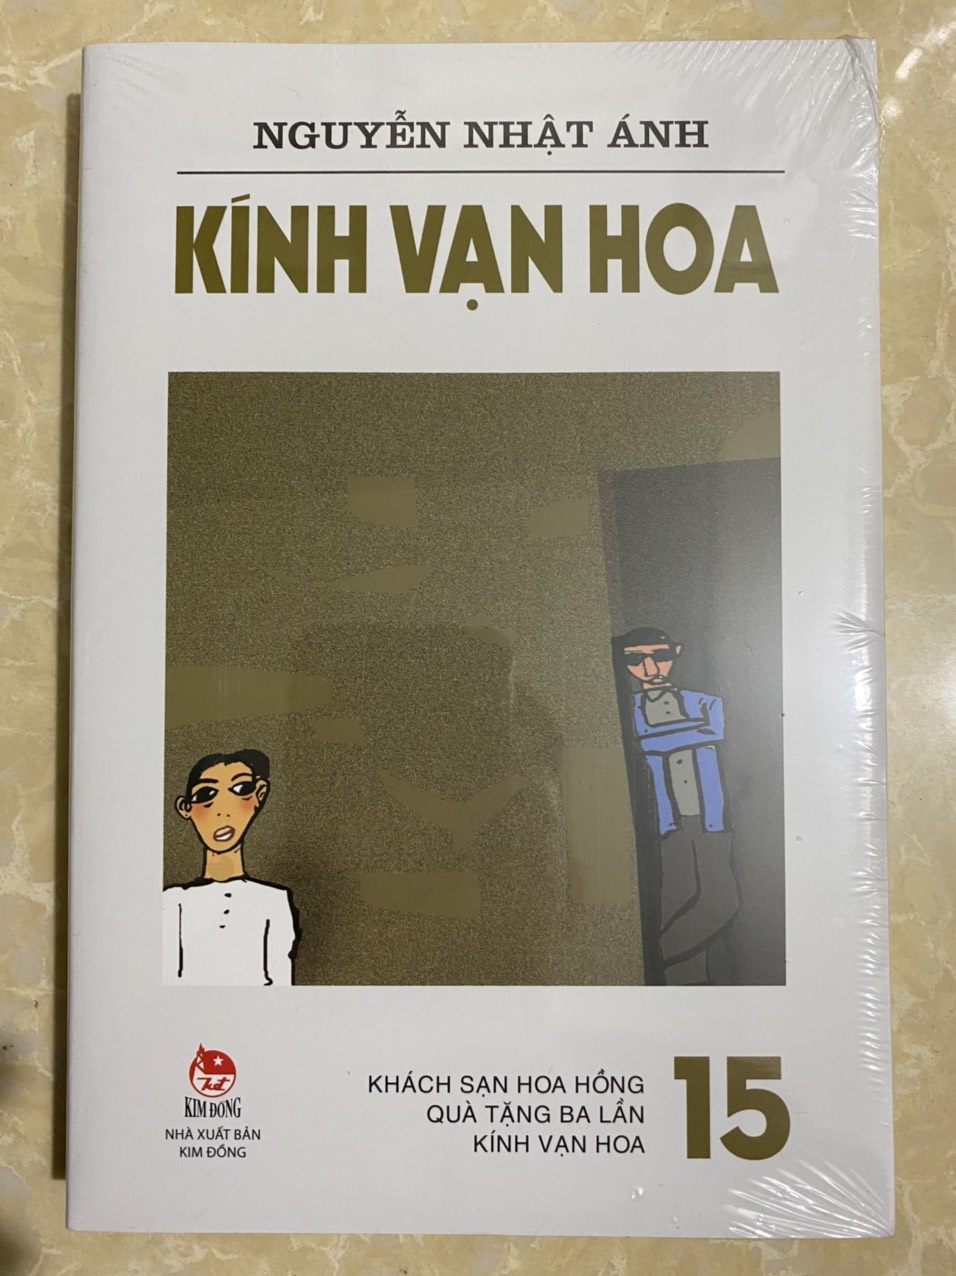 NGUYỄN NHẬT ÁNH
KÍNH VẠN HOA
KHÁCH SẠN HOA HỒNG
QUÀ TẶNG BA LẦN
KÍNH VẠN HOA
15
KIM ĐỒNG
NHÀ XUẤT BẢN
KIM ĐỒNG